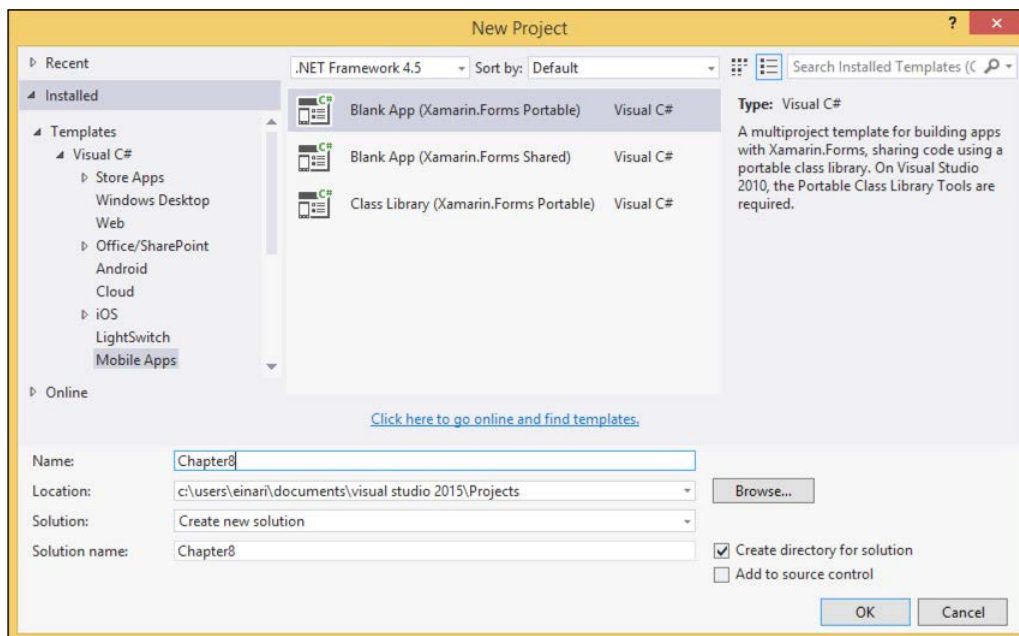 New Project
?
×
Recent
Installed
Templates
Visual C#
Store Apps
Windows Desktop
Web
Office/SharePoint
Android
Cloud
iOS
LightSwitch
Mobile Apps
Online
.NET Framework 4.5
Sort by: Default
Search Installed Templates (C
C#
Blank App (Xamarin.Forms Portable) Visual C#
C#
Blank App (Xamarin.Forms Shared) Visual C#
C#
Class Library (Xamarin.Forms Portable) Visual C#
Click here to go online and find templates.
Type: Visual C#
A multiproject template for building apps
with Xamarin.Forms, sharing code using a
portable class library. On Visual Studio
2010, the Portable Class Library Tools are
required.
Name: Chapter8
Location: c:\users\einari\documents\visual studio 2015\Projects
Browse...
Solution: Create new solution
Solution name: Chapter8
Create directory for solution
Add to source control
OK
Cancel